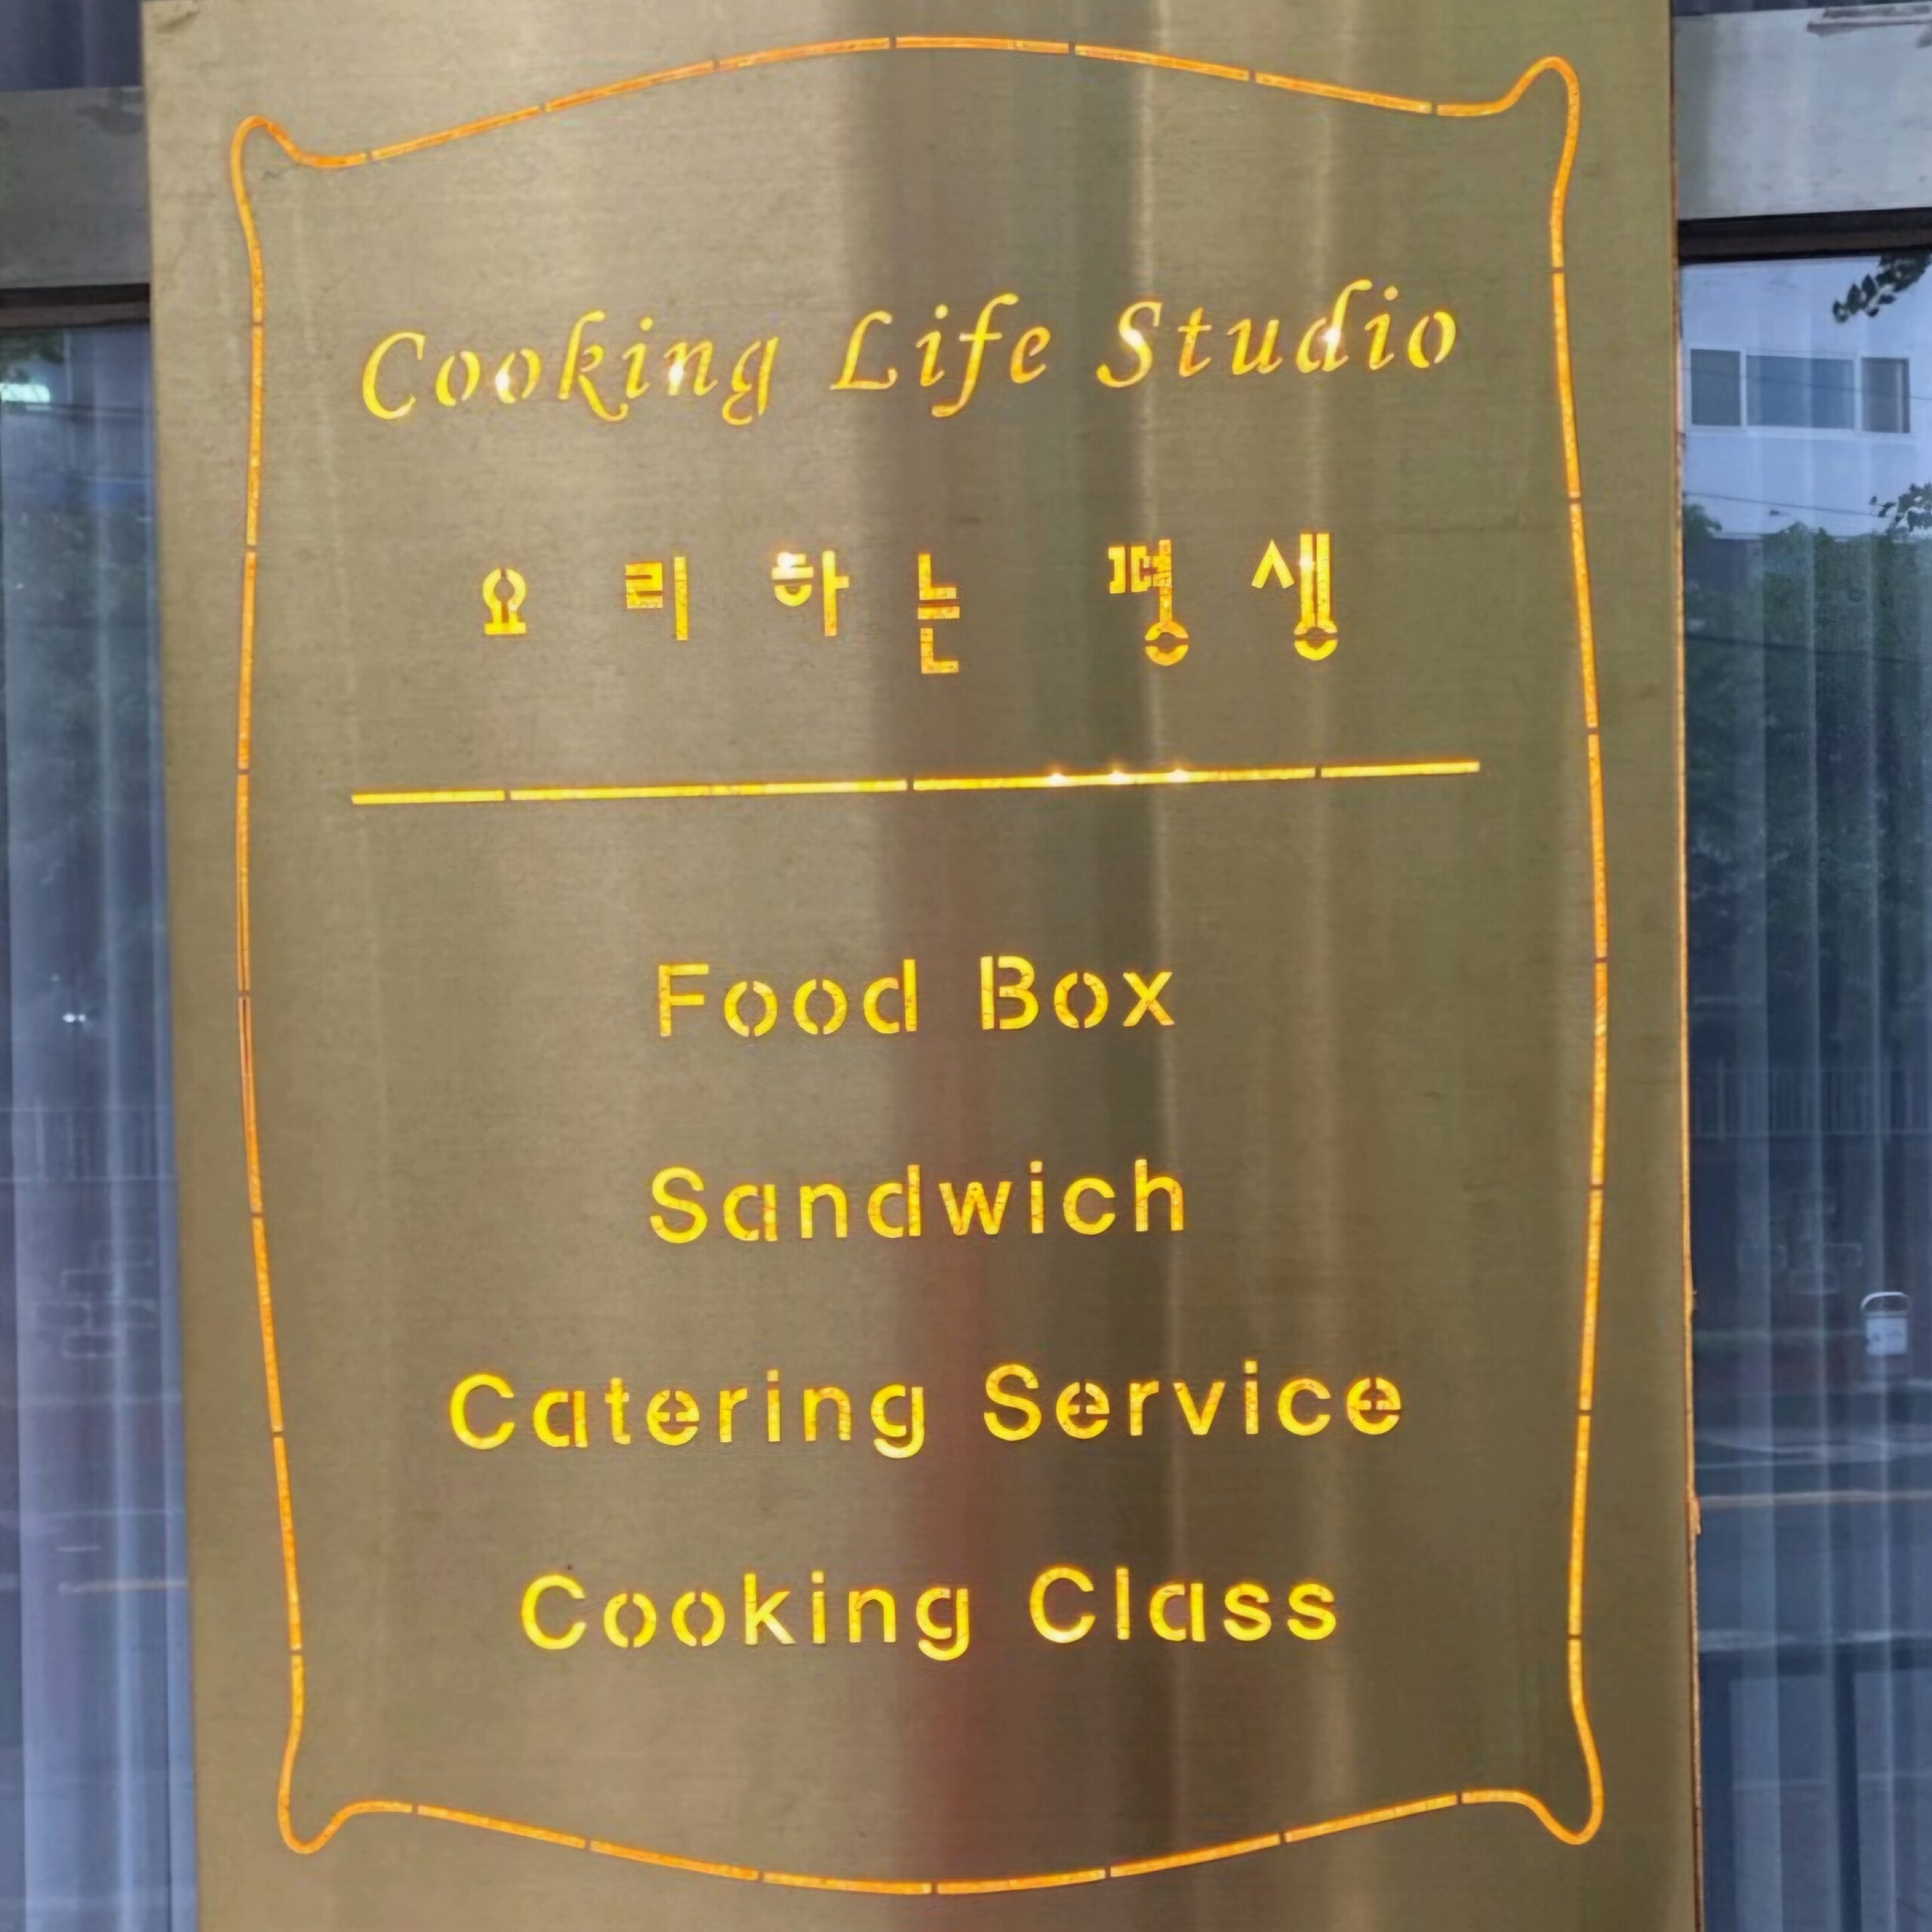 Cooking Life Studio
요리하는 평생
Food Box
Sandwich
Catering Service
Cooking Class